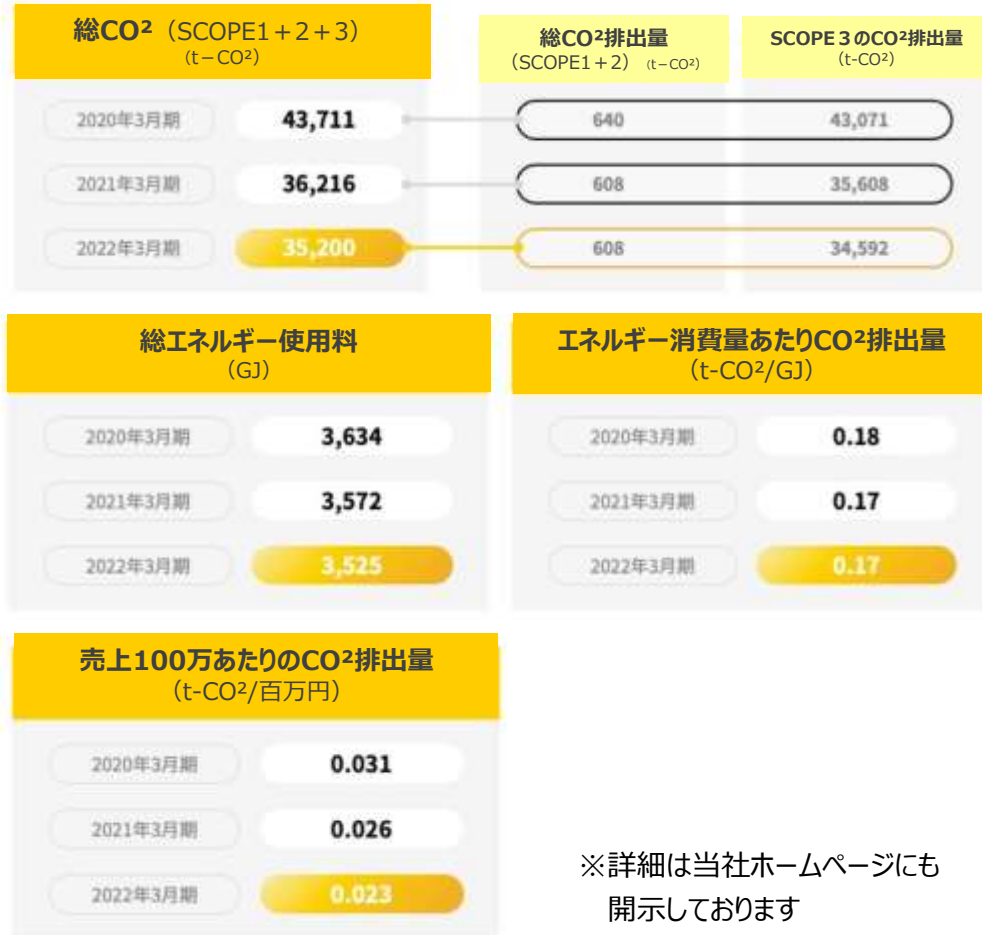 総CO²（SCOPE1＋2＋3）
（t－CO²）
総CO²排出量
（SCOPE1＋2）（t－CO²）
SCOPE３のCO²排出量
（t-CO²）
2020年3月期 43,711 640 43,071
2021年3月期 36,216 608 35,608
2022年3月期 35,200 608 34,592
総エネルギー使用料
（GJ）
2020年3月期 3,634
2021年3月期 3,572
2022年3月期 3,525
エネルギー消費量あたりCO²排出量
（t-CO²/GJ）
2020年3月期 0.18
2021年3月期 0.17
2022年3月期 0.17
売上100万あたりのCO²排出量
（t-CO²/百万円）
2020年3月期 0.031
2021年3月期 0.026
2022年3月期 0.023
※詳細は当社ホームページにも
開示しております